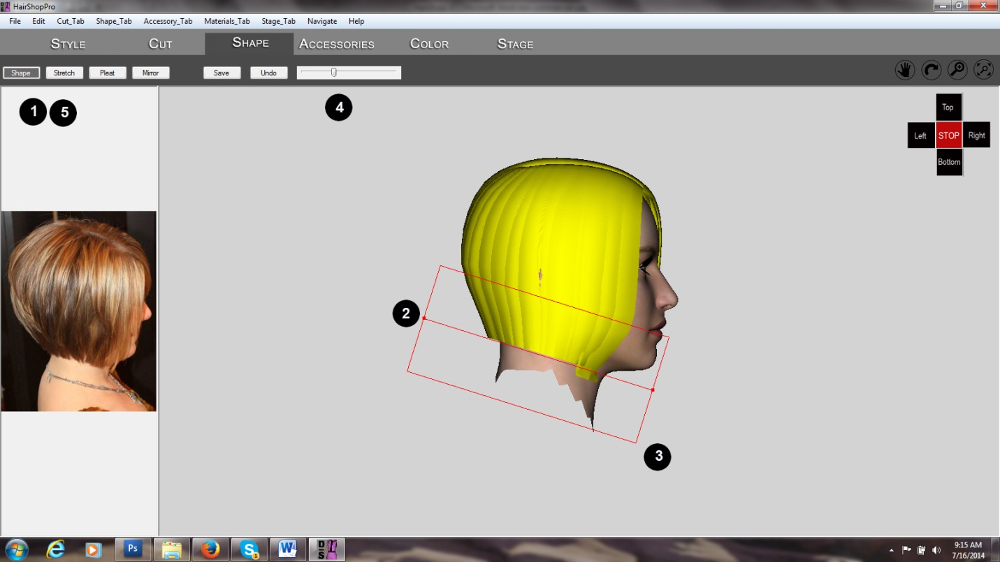 HairShopPro
File Edit Cut_Tab Shape_Tab Accessory_Tab Materials_Tab Stage_Tab Navigate Help
STYLE CUT SHAPE ACCESSORIES COLOR STAGE
Shape Stretch Pleat Mirror Save Undo
1 5 4
Top
Left STOP Right
Bottom
2
3
Ps
W
D
S
1
9:15 AM
7/16/2014